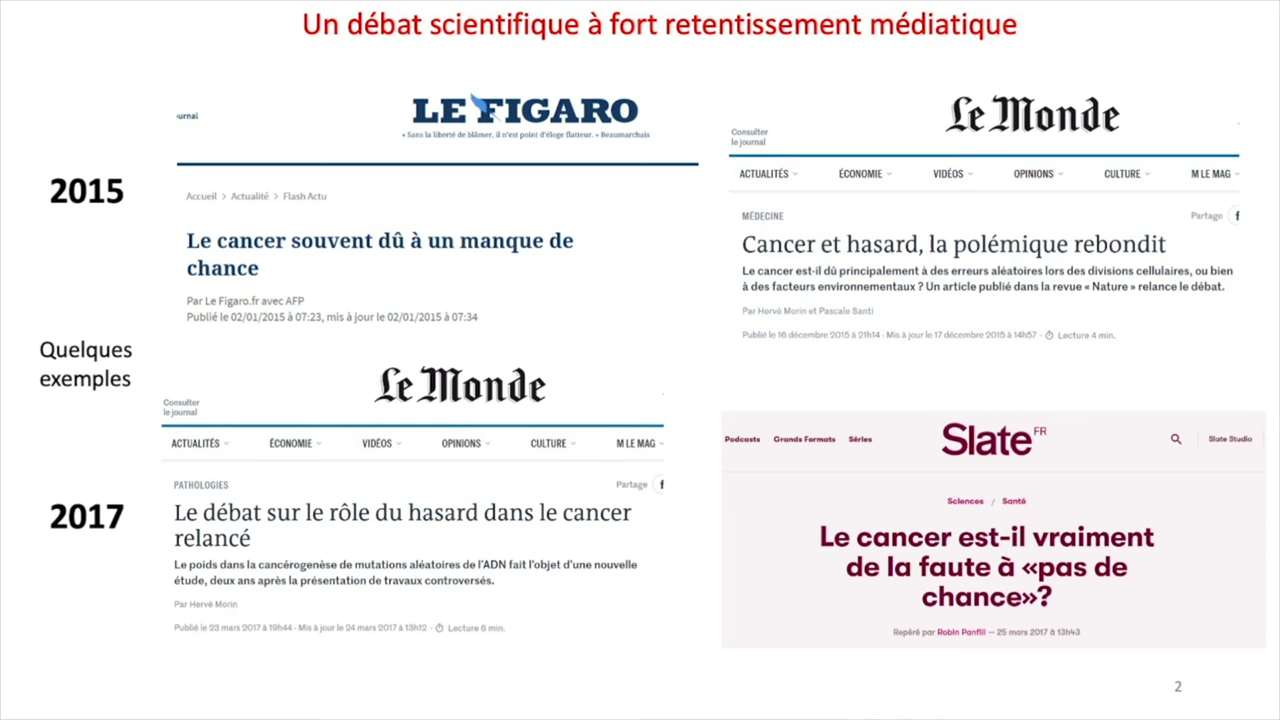 Un débat scientifique à fort retentissement médiatique
2015
urnal
LE FIGARO
« Sans la liberté de blâmer, il n'est point d'éloge flatteur. » Beaumarchais
Accueil > Actualité > Flash Actu
Le cancer souvent dû à un manque de
chance
Par Le Figaro.fr avec AFP
Publié le 02/01/2015 à 07:23, mis à jour le 02/01/2015 à 07:34
Le Monde
Consulter
le journal
ACTUALITÉS ÉCONOMIE VIDÉOS OPINIONS CULTURE M LE MAG
MÉDECINE
Partage f
Cancer et hasard, la polémique rebondit
Le cancer est-il dû principalement à des erreurs aléatoires lors des divisions cellulaires, ou bien
à des facteurs environnementaux ? Un article publié dans la revue « Nature » relance le débat.
Par Hervé Morin et Pascale Santi
Publié le 16 décembre 2015 à 21h14 · Mis à jour le 17 décembre 2015 à 14h57 · Lecture 4 min.
Quelques
exemples
2017
Le Monde
Consulter
le journal
ACTUALITÉS ÉCONOMIE VIDÉOS OPINIONS CULTURE M LE MAG
PATHOLOGIES
Partage f
Le débat sur le rôle du hasard dans le cancer
relancé
Le poids dans la cancérogenèse de mutations aléatoires de l'ADN fait l'objet d'une nouvelle
étude, deux ans après la présentation de travaux controversés.
Par Hervé Morin
Publié le 23 mars 2017 à 19h44 · Mis à jour le 24 mars 2017 à 13h12 · Lecture 6 min.
Podcasts Grands Formats Séries
Slate FR
Slate Studio
Sciences / Santé
Le cancer est-il vraiment
de la faute à «pas de
chance»?
Repéré par Robin Panfili — 25 mars 2017 à 13h43
2